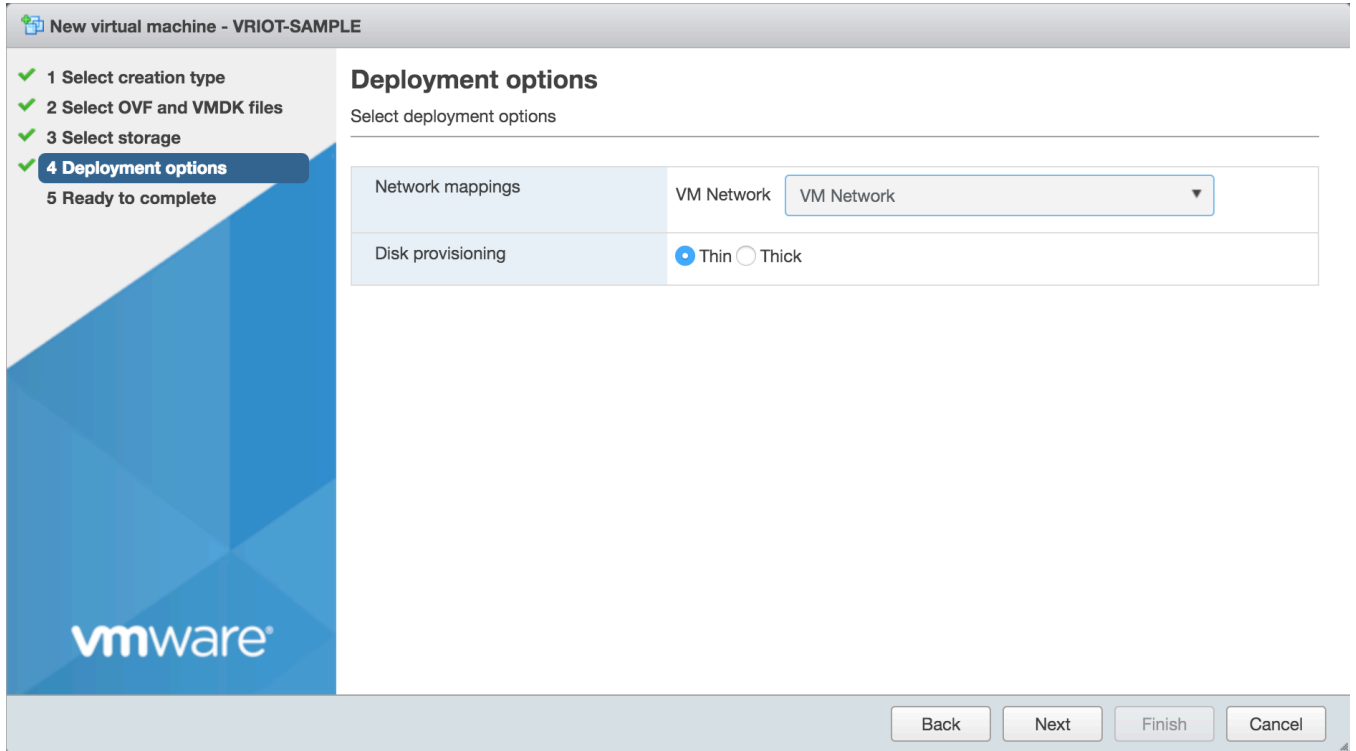 New virtual machine - VRIOT-SAMPLE
1 Select creation type
2 Select OVF and VMDK files
3 Select storage
4 Deployment options
5 Ready to complete
vmware®
Deployment options
Select deployment options
Network mappings
VM Network VM Network
Disk provisioning
Thin Thick
Back Next Finish Cancel